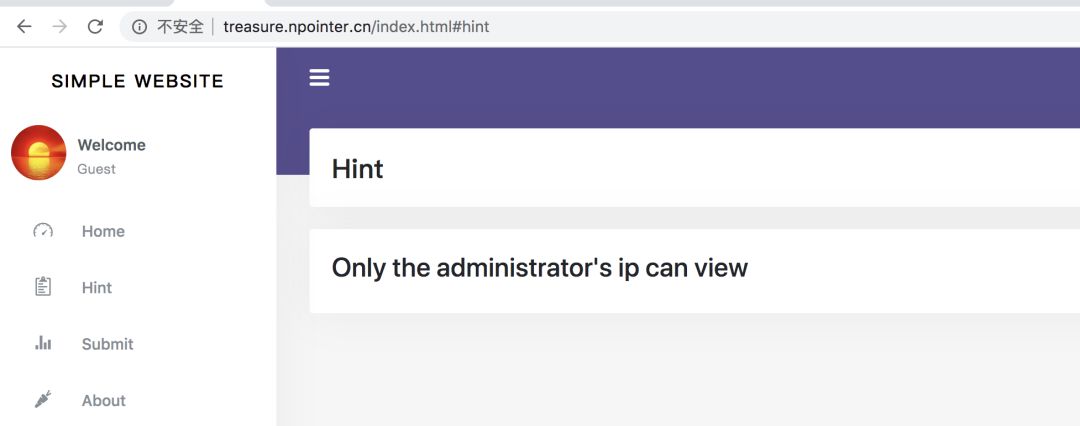 不安全 treasure.npointer.cn/index.html#hint
SIMPLE WEBSITE
Welcome
Guest
Home
Hint
Submit
About
Hint
Only the administrator's ip can view